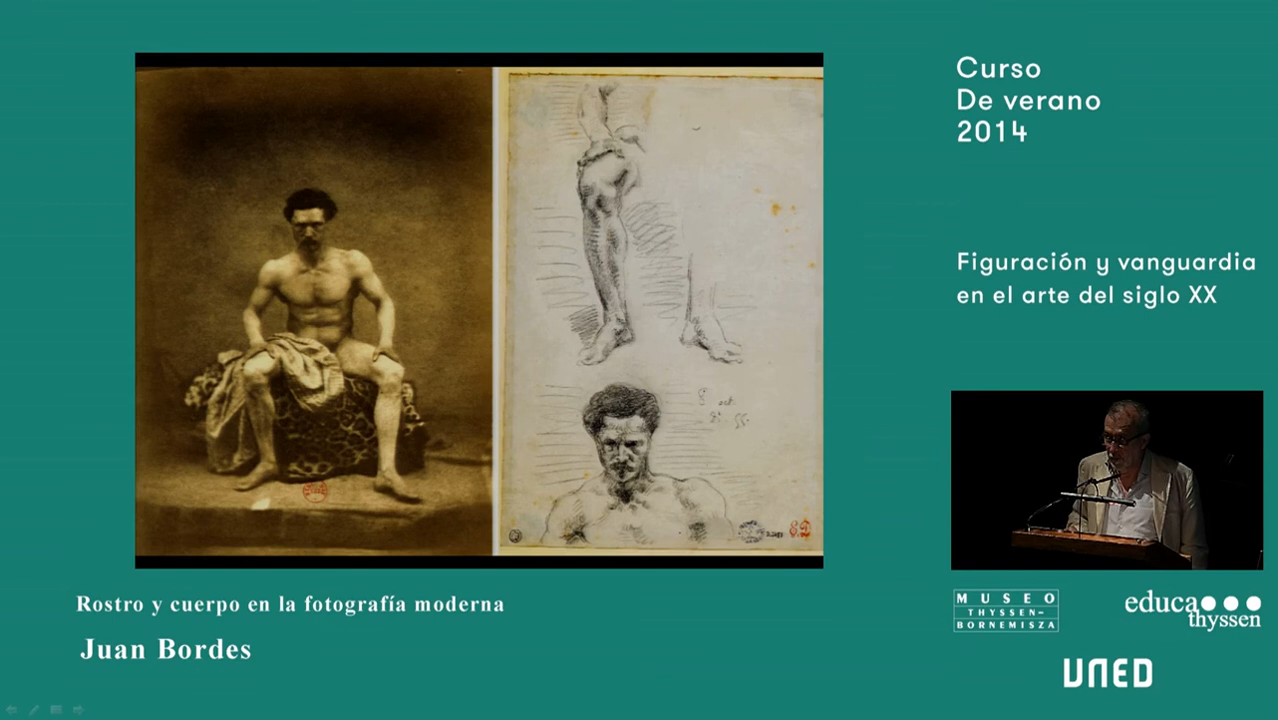 Curso
De verano
2014
Figuración y vanguardia
en el arte del siglo XX
Rostro y cuerpo en la fotografía moderna
Juan Bordes
MUSEO
THYSSEN-
BORNEMISZA
educa
thyssen
UNED